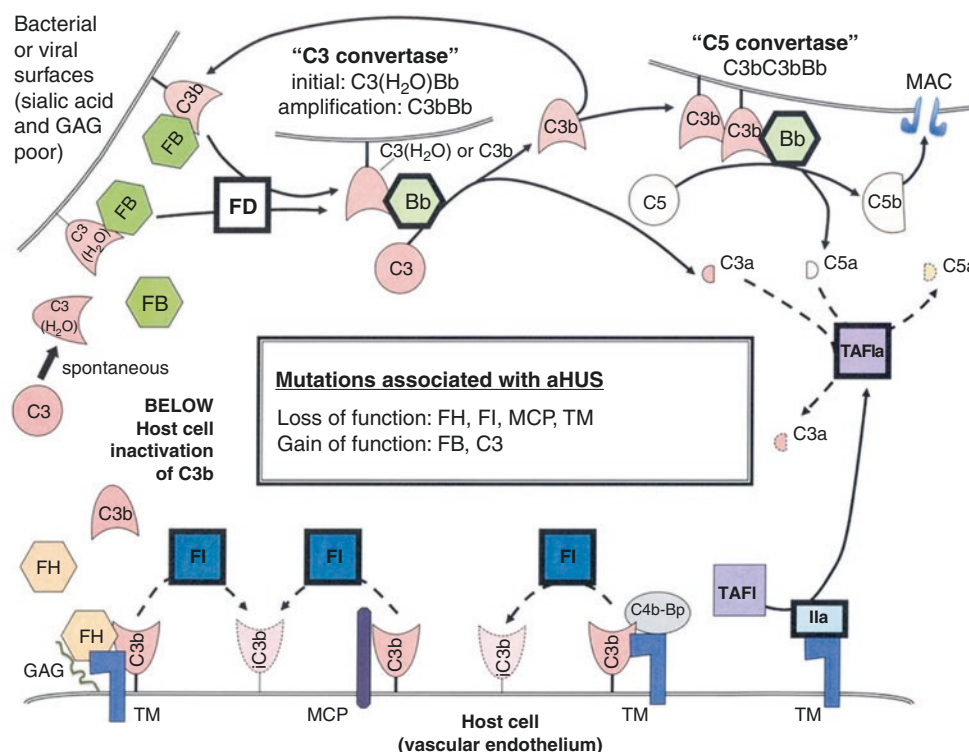 Bacterial
or viral
surfaces
(sialic acid
and GAG
poor)
C3b
FB
FB
C3
(H2O)
C3
(H2O)
FB
spontaneous
C3
FD
“C3 convertase”
initial: C3(H2O)Bb
amplification: C3bBb
C3(H2O) or C3b
Bb
C3
C3b
“C5 convertase”
C3bC3bBb
MAC
C3b
C3b
Bb
C5
C5b
C3a
C5a
C5a
TAFIa
C3a
Mutations associated with aHUS
Loss of function: FH, FI, MCP, TM
Gain of function: FB, C3
BELOW
Host cell
inactivation
of C3b
C3b
FH
FH
C3b
GAG
TM
FI
iC3b
FI
MCP
C3b
FI
iC3b
C3b
C4b-Bp
TM
TAFI
IIa
TM
Host cell
(vascular endothelium)